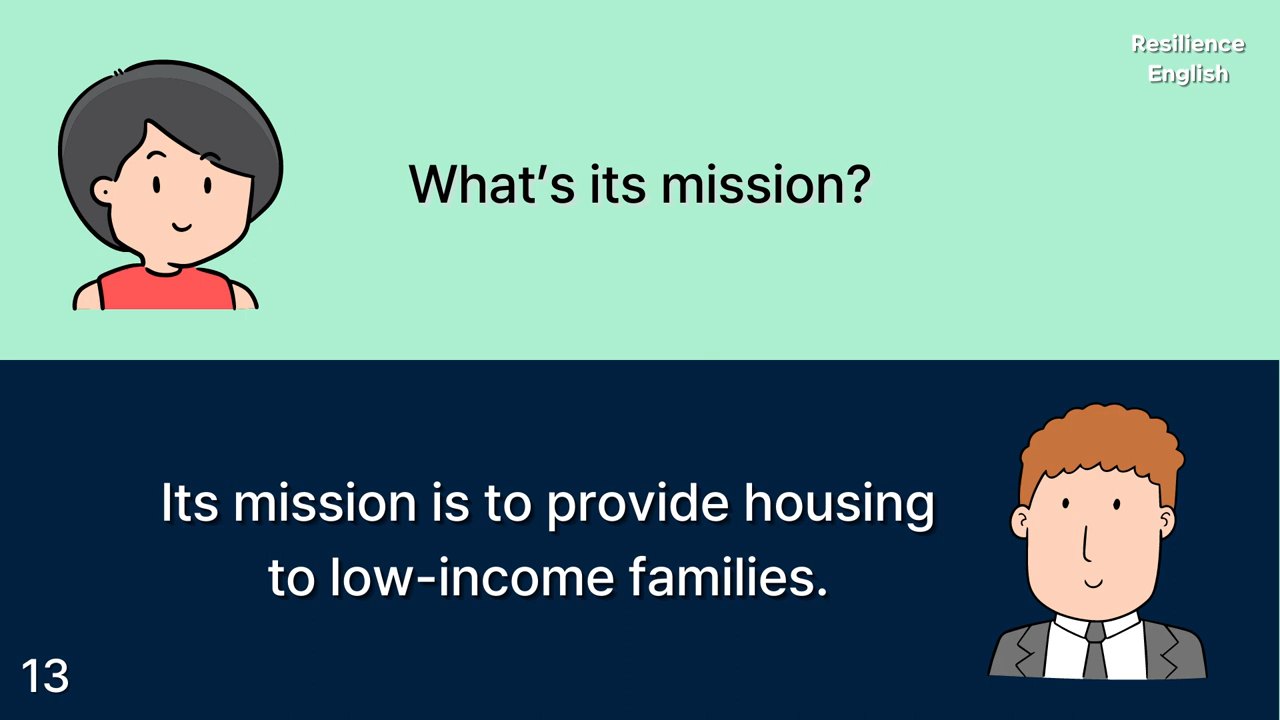 Resilience
English
What's its mission?
Its mission is to provide housing
to low-income families.
13